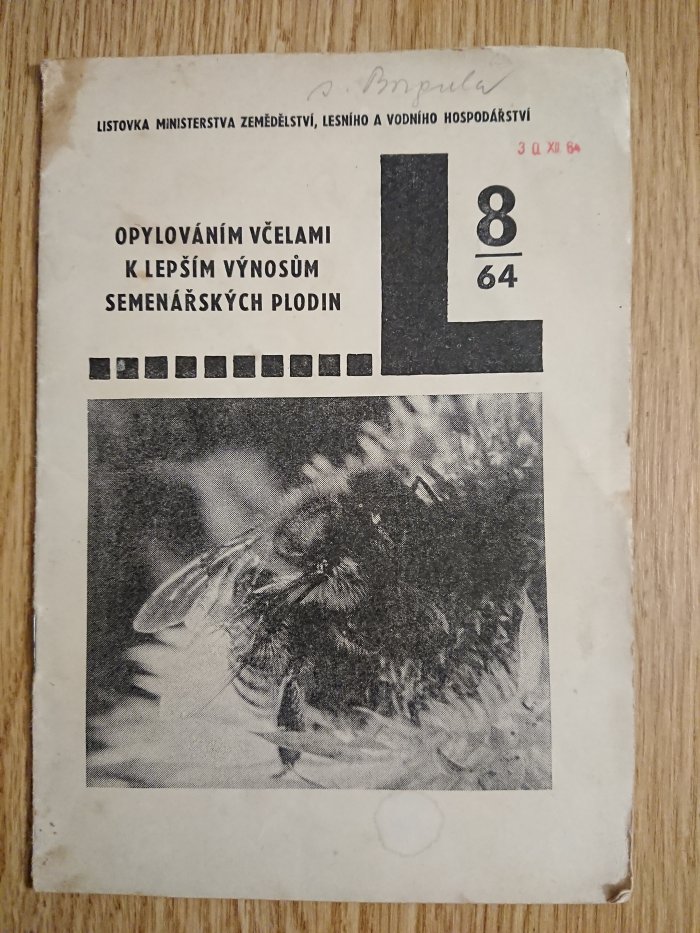 LISTOVKA MINISTERSTVA ZEMĚDĚLSTVÍ, LESNÍHO A VODNÍHO HOSPODÁŘSTVÍ
30 XII 64
L 8/64
OPYLOVÁNÍM VČELAMI
K LEPŠÍM VÝNOSŮM
SEMENÁŘSKÝCH PLODIN